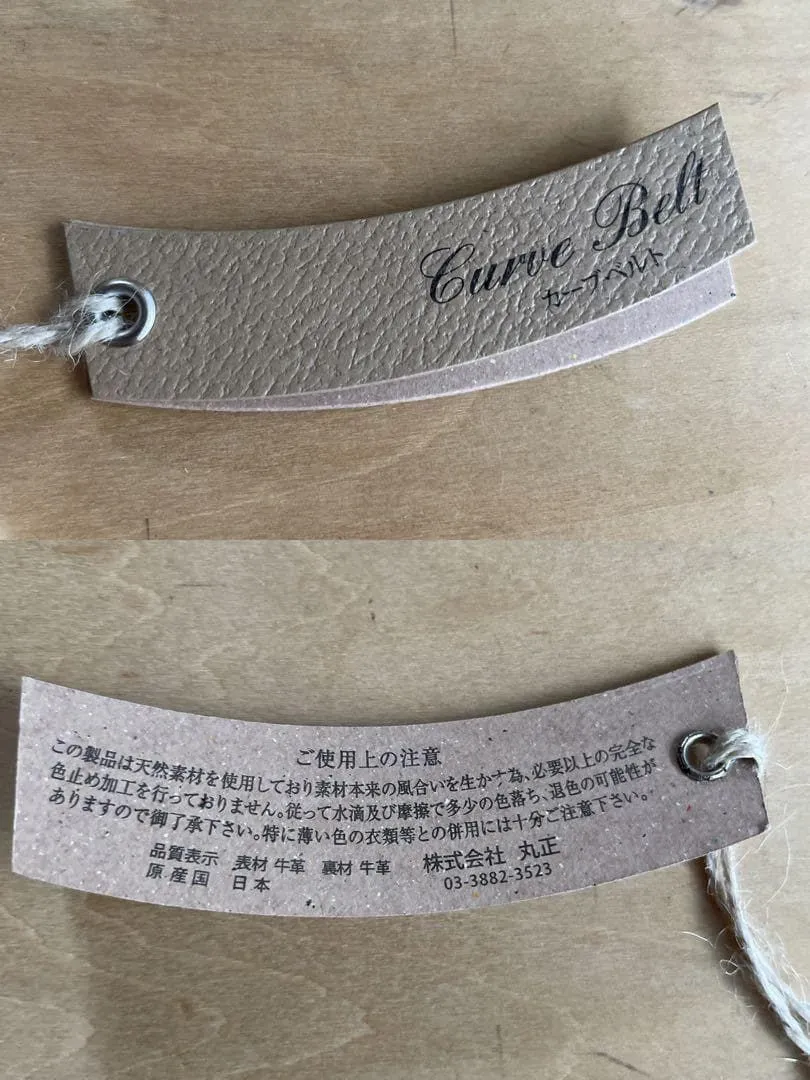 Curve Belt
カーブベルト
ご使用上の注意
この製品は天然素材を使用しており素材本来の風合いを生かす為、必要以上の完全な
色止め加工を行っておりません。従って水滴及び摩擦で多少の色落ち、退色の可能性が
ありますので御了承下さい。特に薄い色の衣類等との併用には十分ご注意下さい。
品質表示 表材 牛革 裏材 牛革 株式会社 丸正
原産国 日本 03-3882-3523